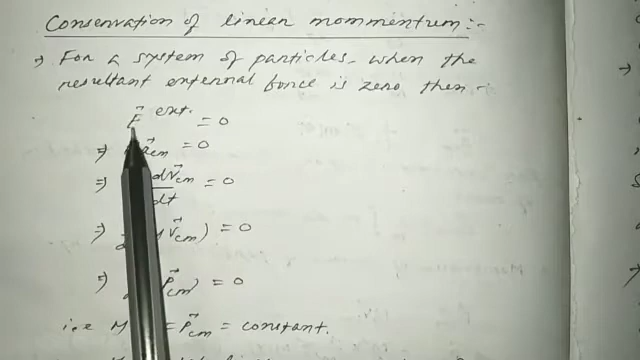 Conservation of linear mommentum:-
→ For a system of particles, when the
resultant external force is zero then:-
F⃗ ext. = 0
⇒ a⃗cm = 0
⇒ dv⃗cm/dt = 0
⇒ v⃗cm) = 0
⇒ P⃗cm) = 0
i.e M = P⃗cm = constant.